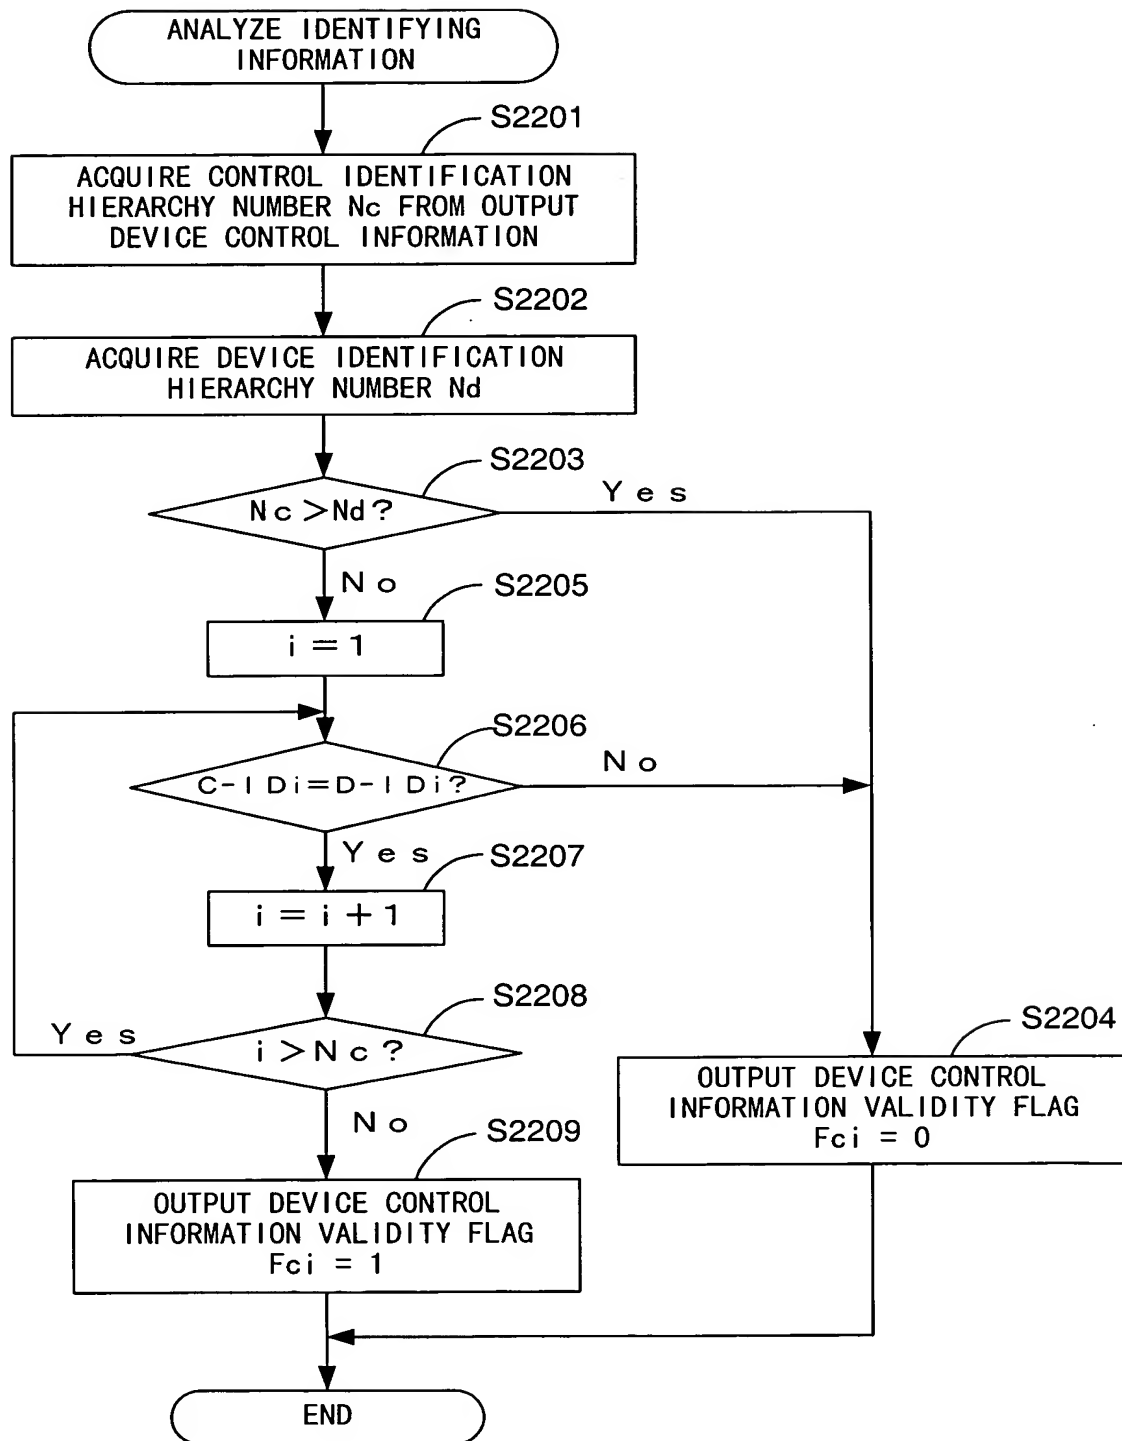 ANALYZE IDENTIFYING
INFORMATION
S2201
ACQUIRE CONTROL IDENTIFICATION
HIERARCHY NUMBER Nc FROM OUTPUT
DEVICE CONTROL INFORMATION
S2202
ACQUIRE DEVICE IDENTIFICATION
HIERARCHY NUMBER Nd
S2203
Nc>Nd?
Yes
No
S2205
i=1
S2206
C-IDi=D-IDi?
No
Yes
S2207
i=i+1
S2208
i>Nc?
Yes
No
S2204
OUTPUT DEVICE CONTROL
INFORMATION VALIDITY FLAG
Fci = 0
S2209
OUTPUT DEVICE CONTROL
INFORMATION VALIDITY FLAG
Fci = 1
END